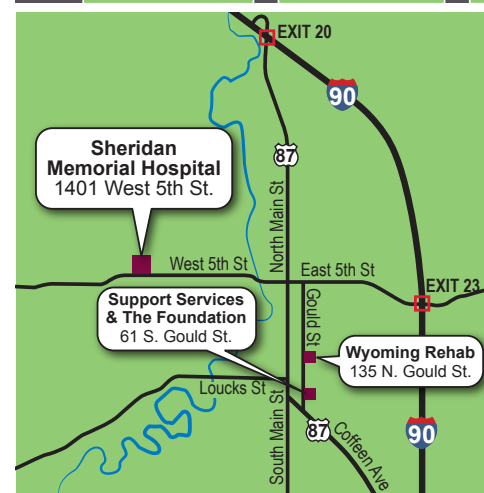 EXIT 20
90
87
Sheridan
Memorial Hospital
1401 West 5th St.
North Main St
West 5th St
East 5th St
EXIT 23
Support Services
& The Foundation
61 S. Gould St.
Gould St
Wyoming Rehab
135 N. Gould St.
Loucks St
South Main St
87
Coffeen Ave
90